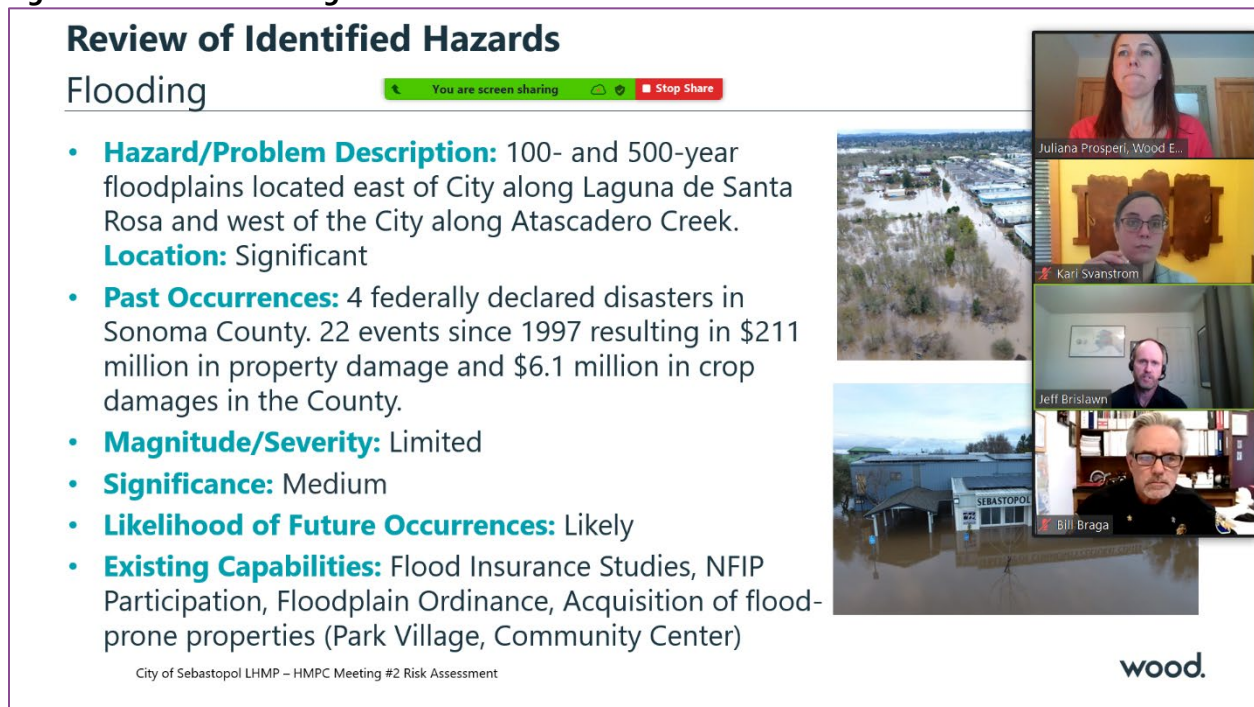 Review of Identified Hazards
Flooding
You are screen sharing
Stop Share
• Hazard/Problem Description: 100- and 500-year
floodplains located east of City along Laguna de Santa
Rosa and west of the City along Atascadero Creek.
Location: Significant
• Past Occurrences: 4 federally declared disasters in
Sonoma County. 22 events since 1997 resulting in $211
million in property damage and $6.1 million in crop
damages in the County.
• Magnitude/Severity: Limited
• Significance: Medium
• Likelihood of Future Occurrences: Likely
• Existing Capabilities: Flood Insurance Studies, NFIP
Participation, Floodplain Ordinance, Acquisition of flood-
prone properties (Park Village, Community Center)
Juliana Prosperi, Wood E...
Kari Svanstrom
Jeff Brislawn
Bill Braga
SEBASTOPOL
City of Sebastopol LHMP – HMPC Meeting #2 Risk Assessment
wood.